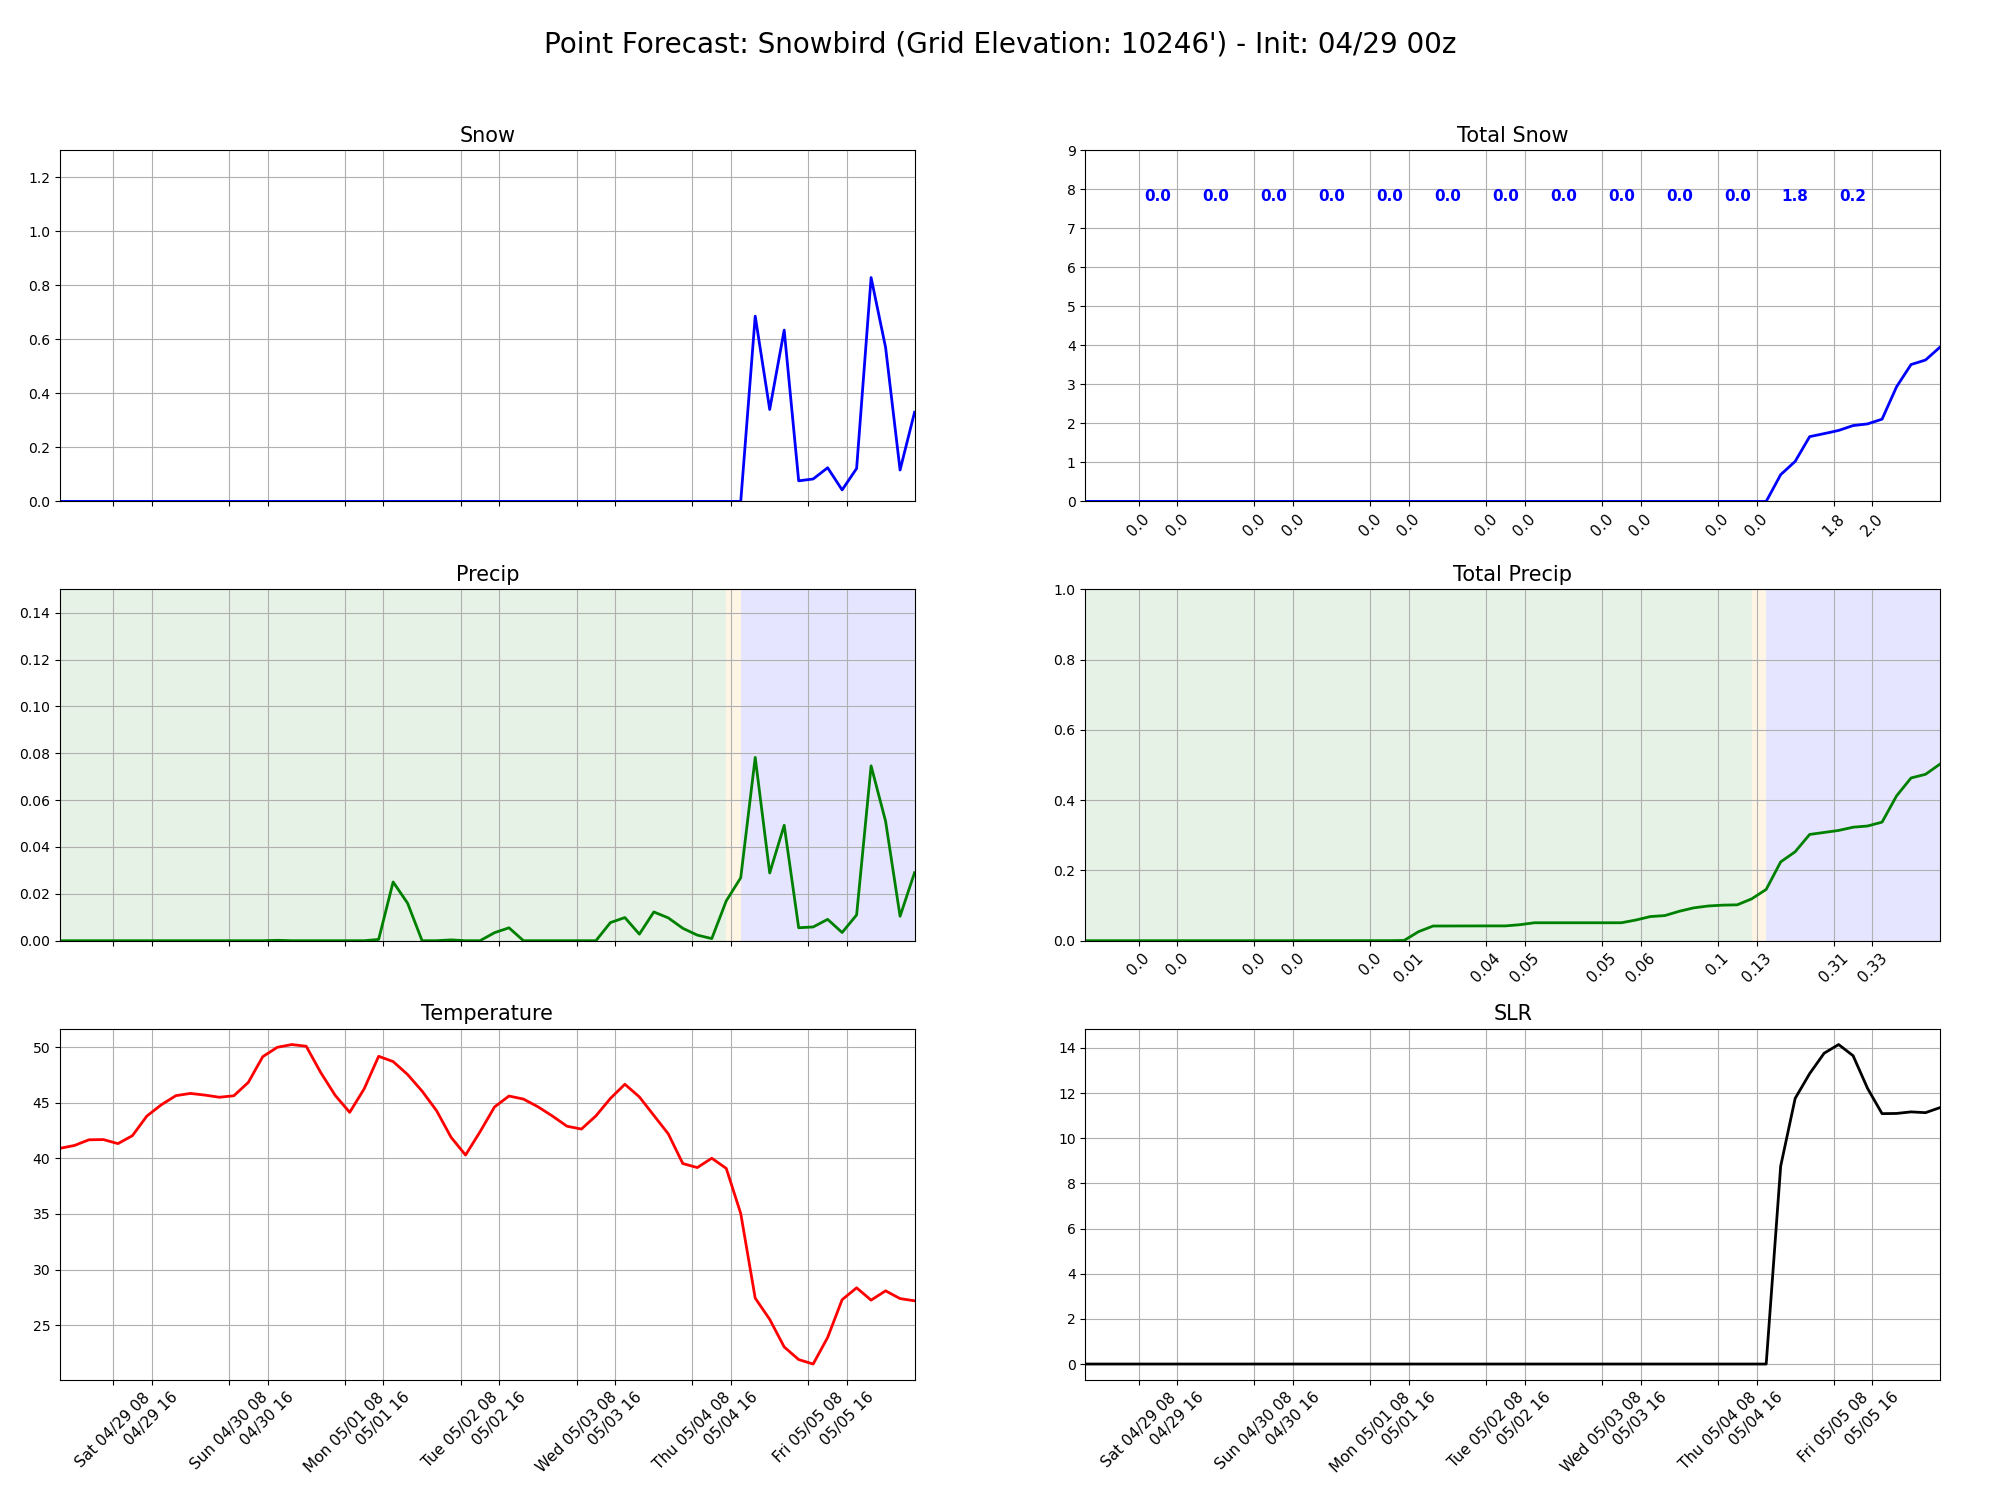 Point Forecast: Snowbird (Grid Elevation: 10246') - Init: 04/29 00z
Snow
1.2
1.0
0.8
0.6
0.4
0.2
0.0
Total Snow
9
8
7
6
5
4
3
2
1
0
0.0 0.0 0.0 0.0 0.0 0.0 0.0 0.0 0.0 0.0 0.0 1.8 0.2
0.0 0.0 0.0 0.0 0.0 0.0 0.0 0.0 0.0 0.0 0.0 0.0 1.8 2.0
Precip
0.14
0.12
0.10
0.08
0.06
0.04
0.02
0.00
Total Precip
1.0
0.8
0.6
0.4
0.2
0.0
0.0 0.0 0.0 0.0 0.0 0.01 0.04 0.05 0.05 0.06 0.1 0.13 0.31 0.33
Temperature
50
45
40
35
30
25
Sat 04/29 08
04/29 16
Sun 04/30 08
04/30 16
Mon 05/01 08
05/01 16
Tue 05/02 08
05/02 16
Wed 05/03 08
05/03 16
Thu 05/04 08
05/04 16
Fri 05/05 08
05/05 16
SLR
14
12
10
8
6
4
2
0
Sat 04/29 08
04/29 16
Sun 04/30 08
04/30 16
Mon 05/01 08
05/01 16
Tue 05/02 08
05/02 16
Wed 05/03 08
05/03 16
Thu 05/04 08
05/04 16
Fri 05/05 08
05/05 16